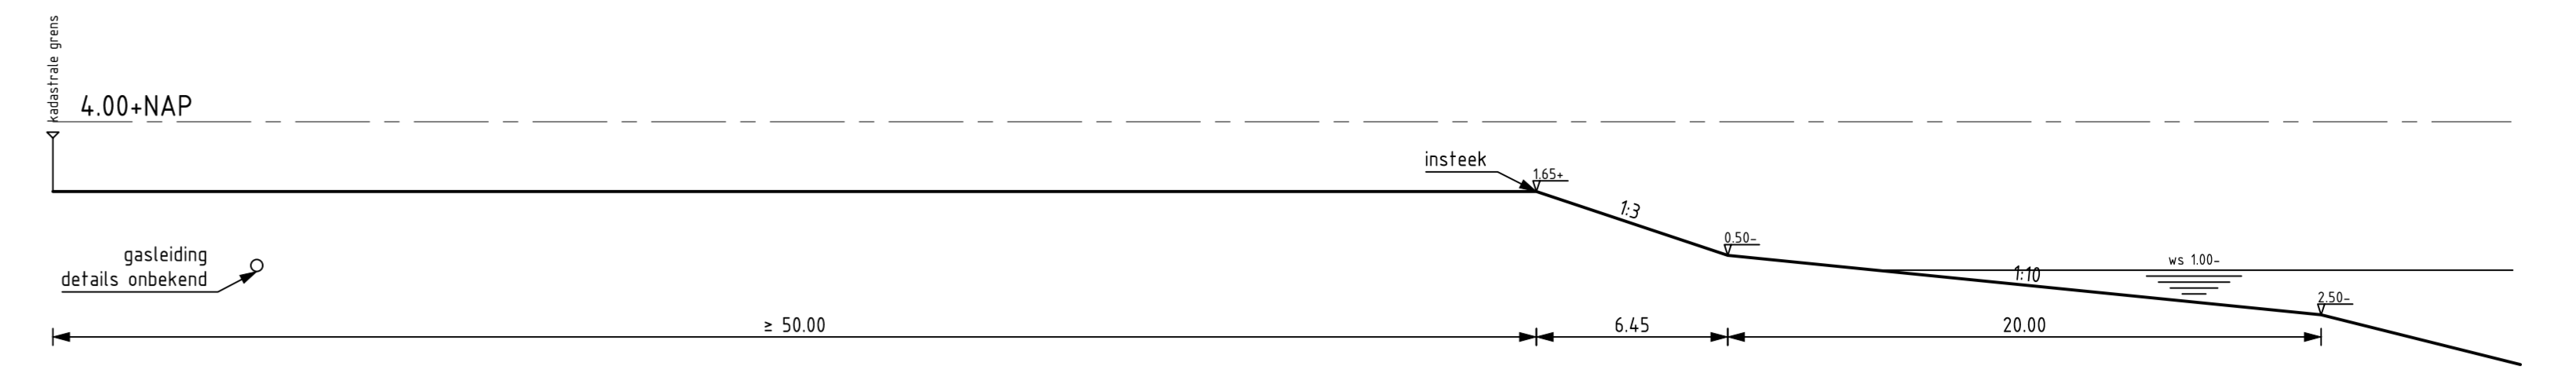 kadastrale grens
4.00+NAP
insteek
1.65+
1:3
0.50-
gasleiding
details onbekend
ws 1.00-
1:10
2.50-
≥ 50.00
6.45
20.00